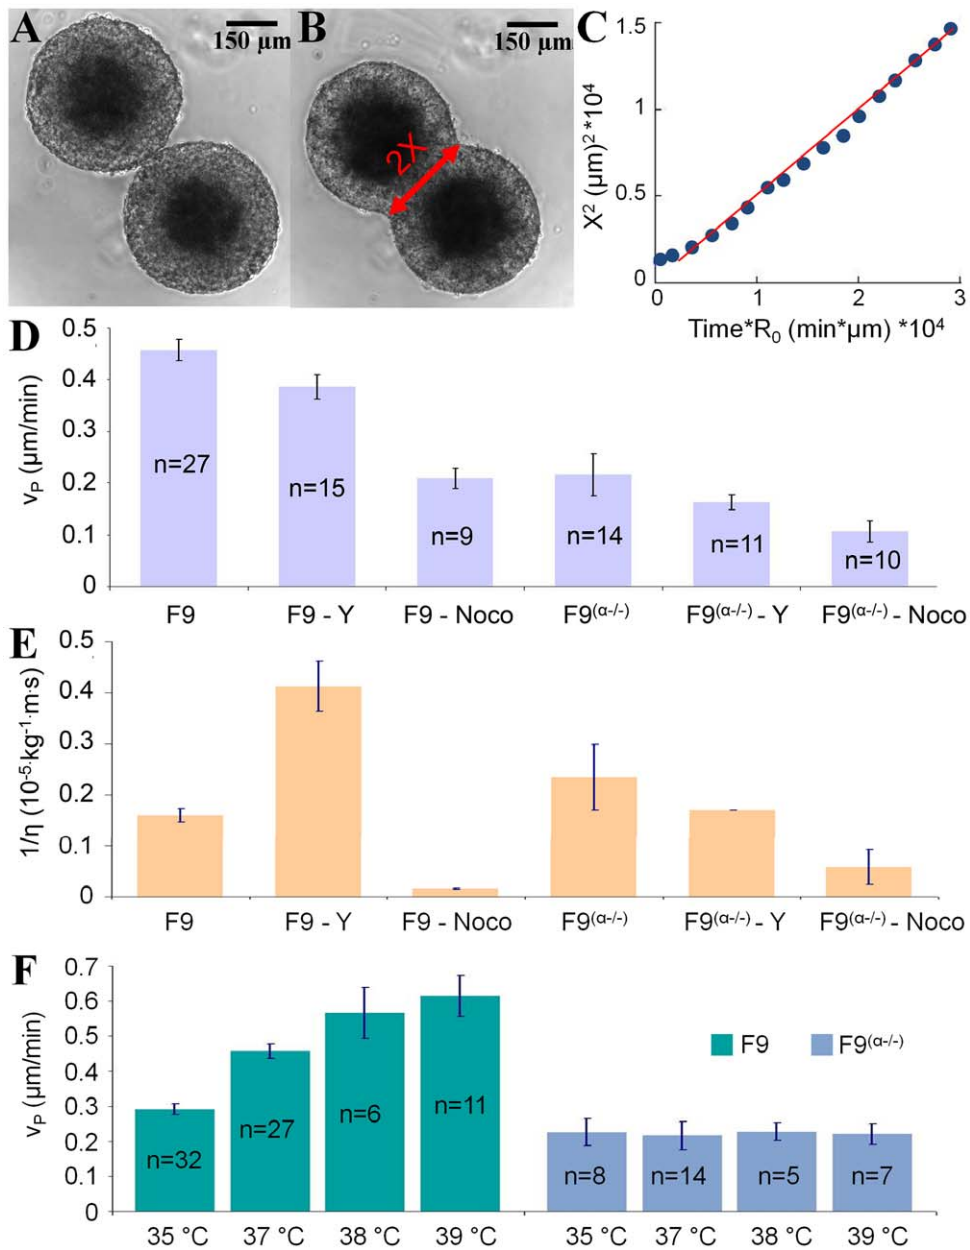 A
150 μm
B
150 μm
2X
C
1.5
1
0.5
0
X² (μm)² *10⁴
0
1
2
3
Time*R₀ (min*μm) *10⁴
D
0.5
0.4
0.3
0.2
0.1
0
v_P (μm/min)
n=27
n=15
n=9
n=14
n=11
n=10
F9
F9 - Y
F9 - Noco
F9⁽ᵅ⁻/⁻⁾
F9⁽ᵅ⁻/⁻⁾ - Y
F9⁽ᵅ⁻/⁻⁾ - Noco
E
0.5
0.4
0.3
0.2
0.1
0
1/η (10⁻⁵·kg⁻¹·m·s)
F9
F9 - Y
F9 - Noco
F9⁽ᵅ⁻/⁻⁾
F9⁽ᵅ⁻/⁻⁾ - Y
F9⁽ᵅ⁻/⁻⁾ - Noco
F
0.7
0.6
0.5
0.4
0.3
0.2
0.1
0
v_P (μm/min)
F9
F9⁽ᵅ⁻/⁻⁾
n=32
n=27
n=6
n=11
n=8
n=14
n=5
n=7
35 °C
37 °C
38 °C
39 °C
35 °C
37 °C
38 °C
39 °C